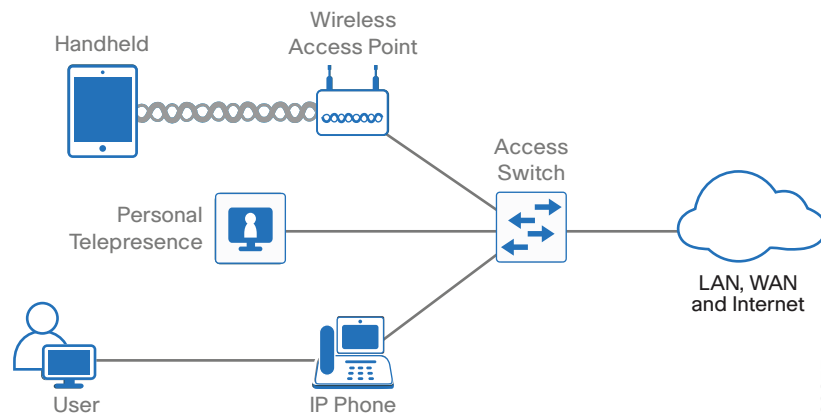 Wireless
Access Point
Handheld
Access
Switch
Personal
Telepresence
LAN, WAN
and Internet
User
IP Phone